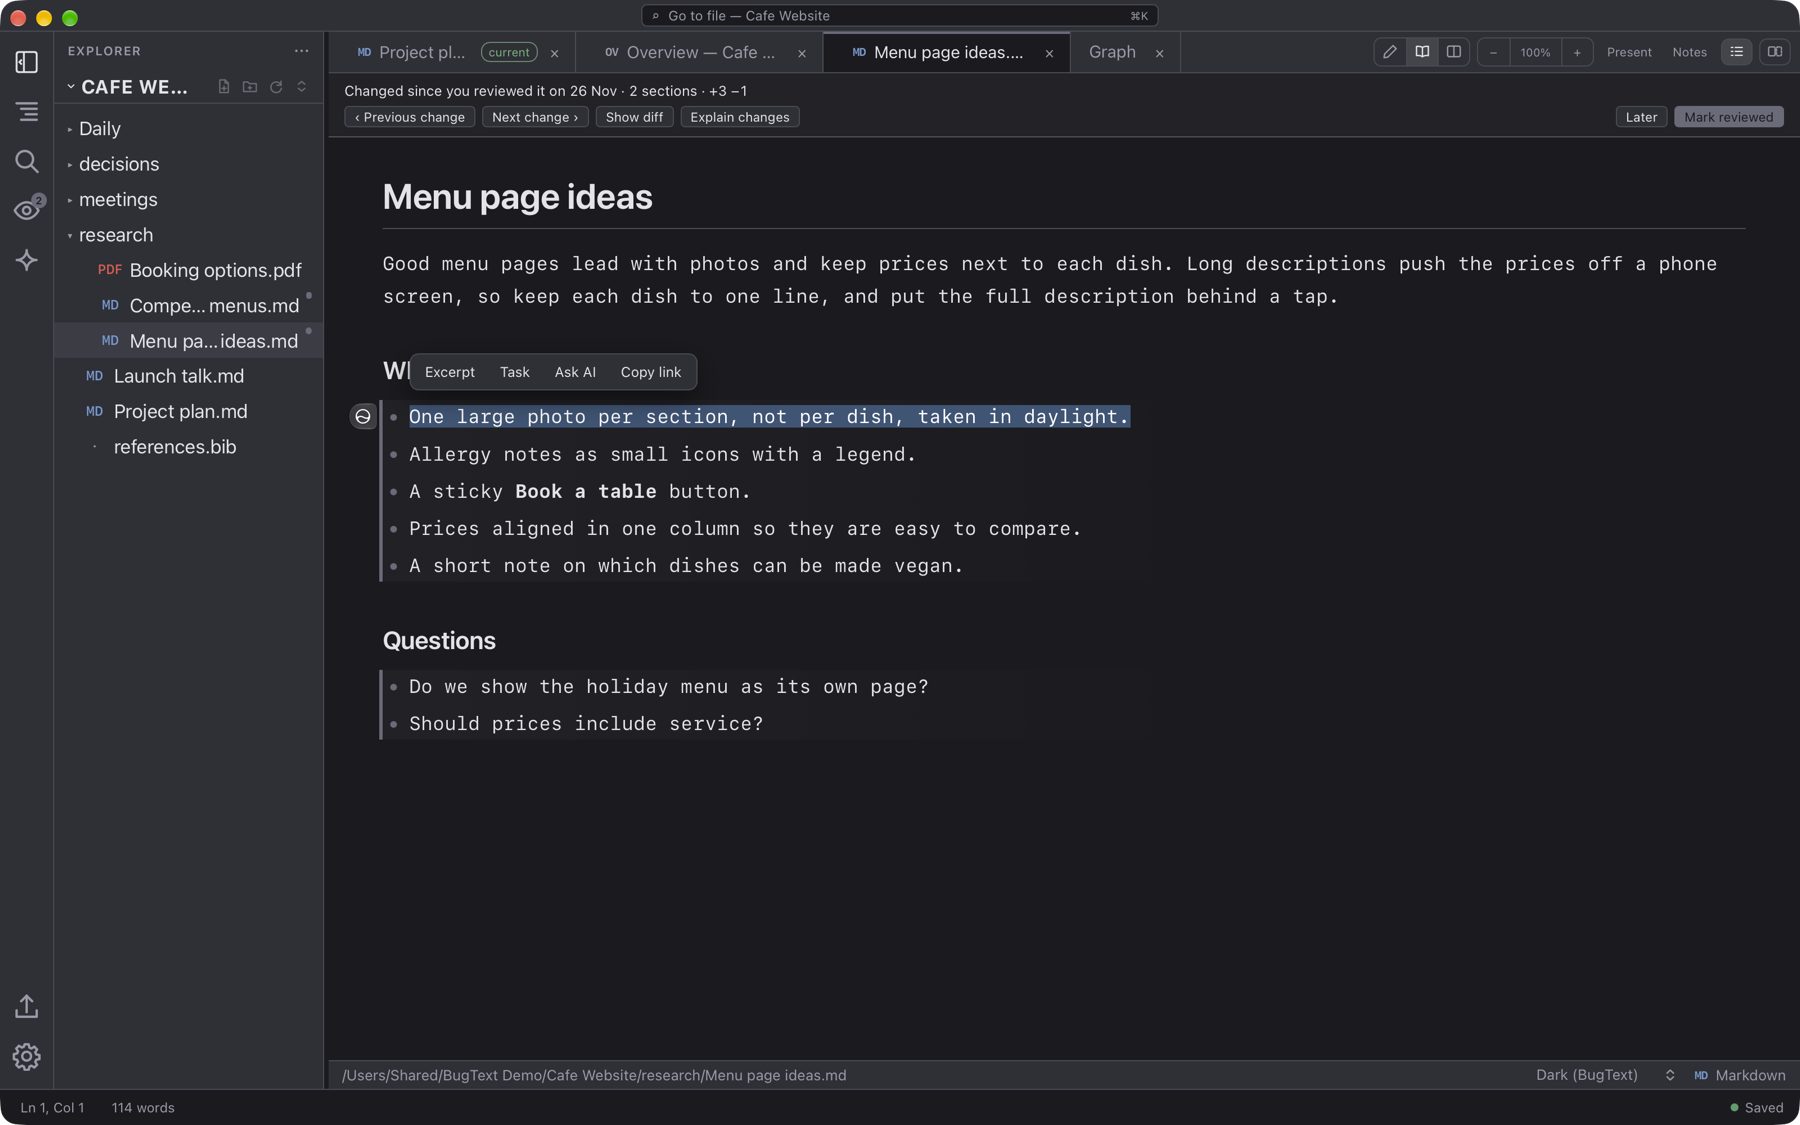 Go to file — Cafe Website
⌘K
EXPLORER
CAFE WE...
Daily
decisions
meetings
research
PDF Booking options.pdf
MD Compe...menus.md
MD Menu pa...ideas.md
MD Launch talk.md
MD Project plan.md
references.bib
2
MD Project pl... current ×
OV Overview — Cafe ... ×
MD Menu page ideas.... ×
Graph ×
− 100% +
Present
Notes
Changed since you reviewed it on 26 Nov · 2 sections · +3 −1
‹ Previous change
Next change ›
Show diff
Explain changes
Later
Mark reviewed
Menu page ideas
Good menu pages lead with photos and keep prices next to each dish. Long descriptions push the prices off a phone
screen, so keep each dish to one line, and put the full description behind a tap.
Excerpt Task Ask AI Copy link
• One large photo per section, not per dish, taken in daylight.
• Allergy notes as small icons with a legend.
• A sticky Book a table button.
• Prices aligned in one column so they are easy to compare.
• A short note on which dishes can be made vegan.
Questions
• Do we show the holiday menu as its own page?
• Should prices include service?
/Users/Shared/BugText Demo/Cafe Website/research/Menu page ideas.md
Dark (BugText)
MD Markdown
Ln 1, Col 1
114 words
Saved